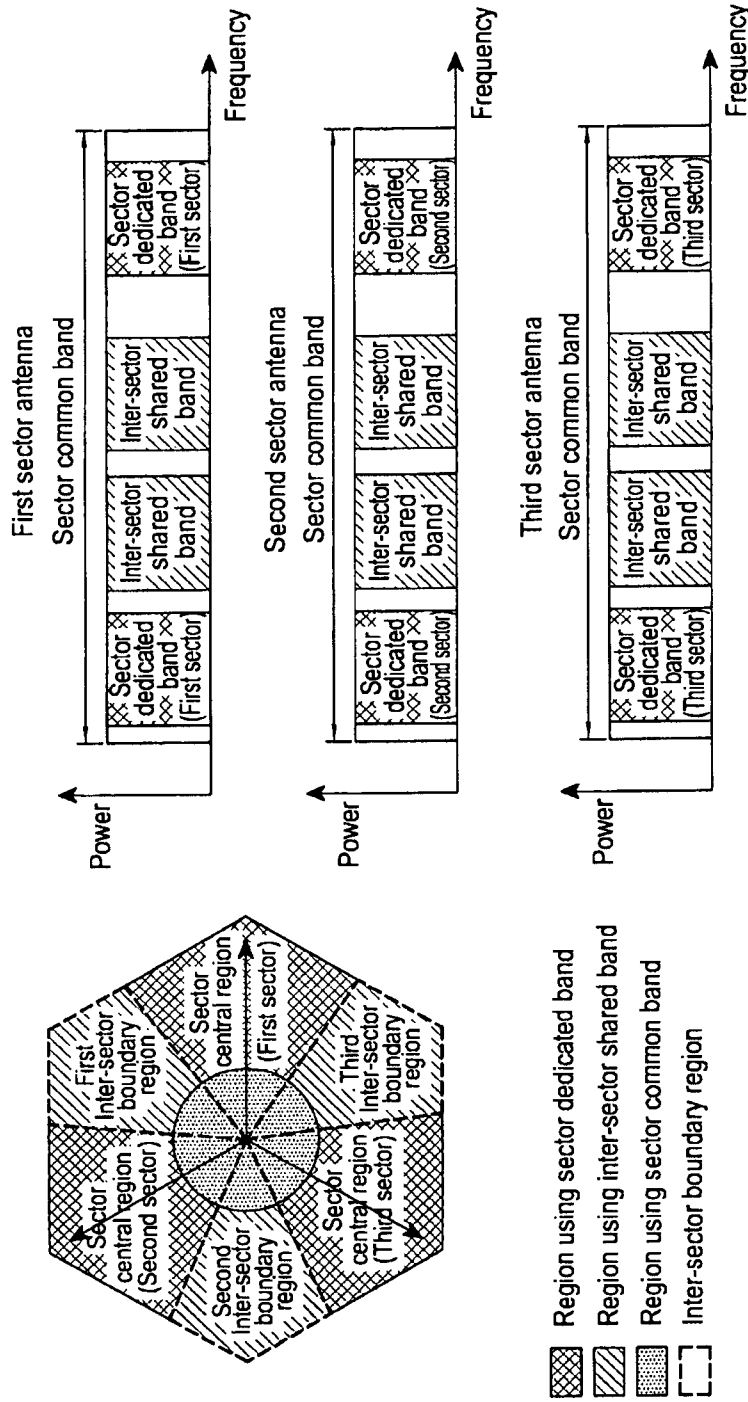 First
Inter-sector
boundary
region
Sector
central region
(Second sector)
Sector
central region
(First sector)
Second
Inter-sector
boundary
region
Sector
central region
(Third sector)
Third
Inter-sector
boundary
region
Region using sector dedicated band
Region using inter-sector shared band
Region using sector common band
Inter-sector boundary region
First sector antenna
Sector common band
Power
Sector
dedicated
band
(First sector)
Inter-sector
shared
band
Inter-sector
shared
band
Sector
dedicated
band
(First sector)
Frequency
Second sector antenna
Sector common band
Power
Sector
dedicated
band
(Second sector)
Inter-sector
shared
band
Inter-sector
shared
band
Sector
dedicated
band
(Second sector)
Frequency
Third sector antenna
Sector common band
Power
Sector
dedicated
band
(Third sector)
Inter-sector
shared
band
Inter-sector
shared
band
Sector
dedicated
band
(Third sector)
Frequency